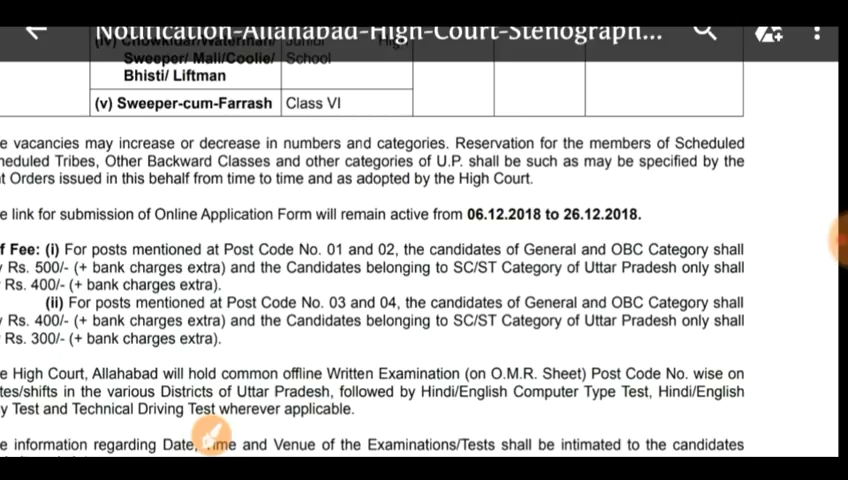 Notification-Allahabad-High-Court-Stenograph...
(iv) Chowkidar/Waterman/ Junior High
Sweeper/ Mali/Coolie/ School
Bhisti/ Liftman
(v) Sweeper-cum-Farrash Class VI
e vacancies may increase or decrease in numbers and categories. Reservation for the members of Scheduled
heduled Tribes, Other Backward Classes and other categories of U.P. shall be such as may be specified by the
t Orders issued in this behalf from time to time and as adopted by the High Court.
e link for submission of Online Application Form will remain active from 06.12.2018 to 26.12.2018.
f Fee: (i) For posts mentioned at Post Code No. 01 and 02, the candidates of General and OBC Category shall
y Rs. 500/- (+ bank charges extra) and the Candidates belonging to SC/ST Category of Uttar Pradesh only shall
Rs. 400/- (+ bank charges extra).
(ii) For posts mentioned at Post Code No. 03 and 04, the candidates of General and OBC Category shall
y Rs. 400/- (+ bank charges extra) and the Candidates belonging to SC/ST Category of Uttar Pradesh only shall
Rs. 300/- (+ bank charges extra).
e High Court, Allahabad will hold common offline Written Examination (on O.M.R. Sheet) Post Code No. wise on
tes/shifts in the various Districts of Uttar Pradesh, followed by Hindi/English Computer Type Test, Hindi/English
y Test and Technical Driving Test wherever applicable.
e information regarding Date, Time and Venue of the Examinations/Tests shall be intimated to the candidates